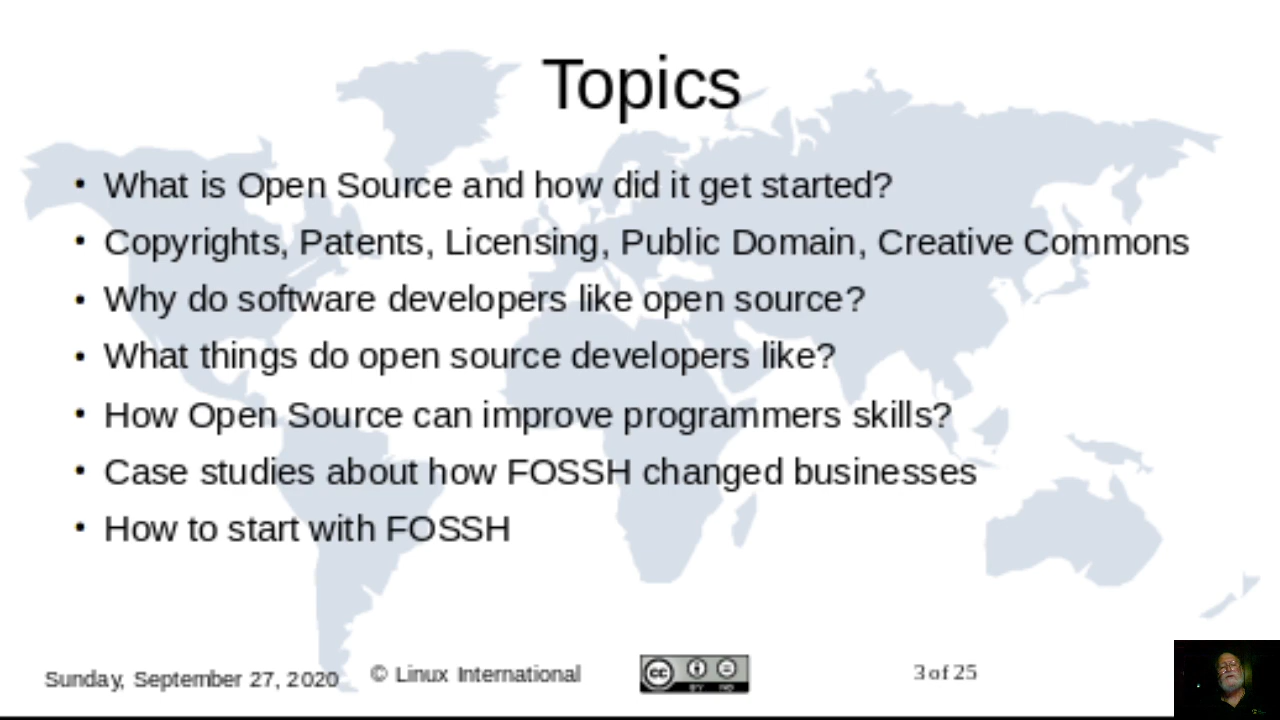 Topics
• What is Open Source and how did it get started?
• Copyrights, Patents, Licensing, Public Domain, Creative Commons
• Why do software developers like open source?
• What things do open source developers like?
• How Open Source can improve programmers skills?
• Case studies about how FOSSH changed businesses
• How to start with FOSSH
Sunday, September 27, 2020 © Linux International cc BY ND 3 of 25